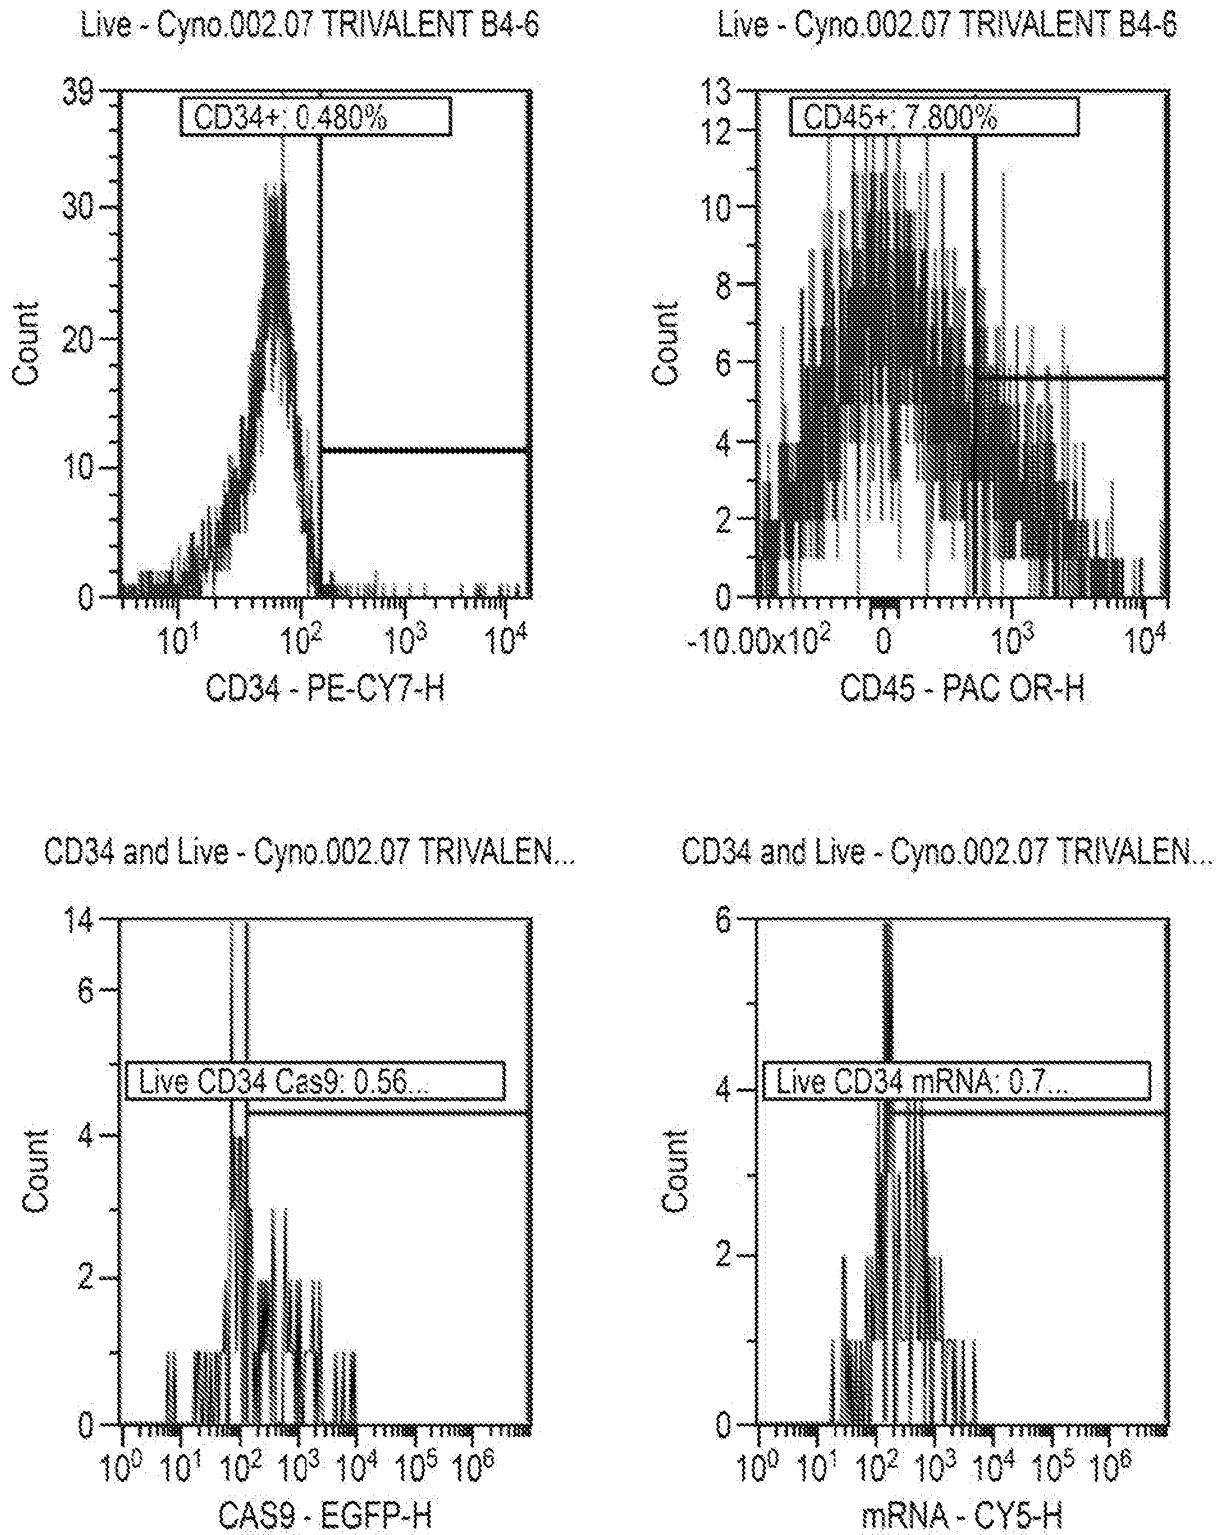 Live - Cyno.002.07 TRIVALENT B4-6
39
CD34+: 0.480%
30
20
10
0
Count
10¹ 10² 10³ 10⁴
CD34 - PE-CY7-H
Live - Cyno.002.07 TRIVALENT B4-6
13
CD45+: 7.800%
12
10
8
6
4
2
0
Count
-10.00x10² 0 10³ 10⁴
CD45 - PAC OR-H
CD34 and Live - Cyno.002.07 TRIVALEN...
14
6
Live CD34 Cas9: 0.56...
4
2
0
Count
10⁰ 10¹ 10² 10³ 10⁴ 10⁵ 10⁶
CAS9 - EGFP-H
CD34 and Live - Cyno.002.07 TRIVALEN...
6
Live CD34 mRNA: 0.7...
4
2
0
Count
10⁰ 10¹ 10² 10³ 10⁴ 10⁵ 10⁶
mRNA - CY5-H